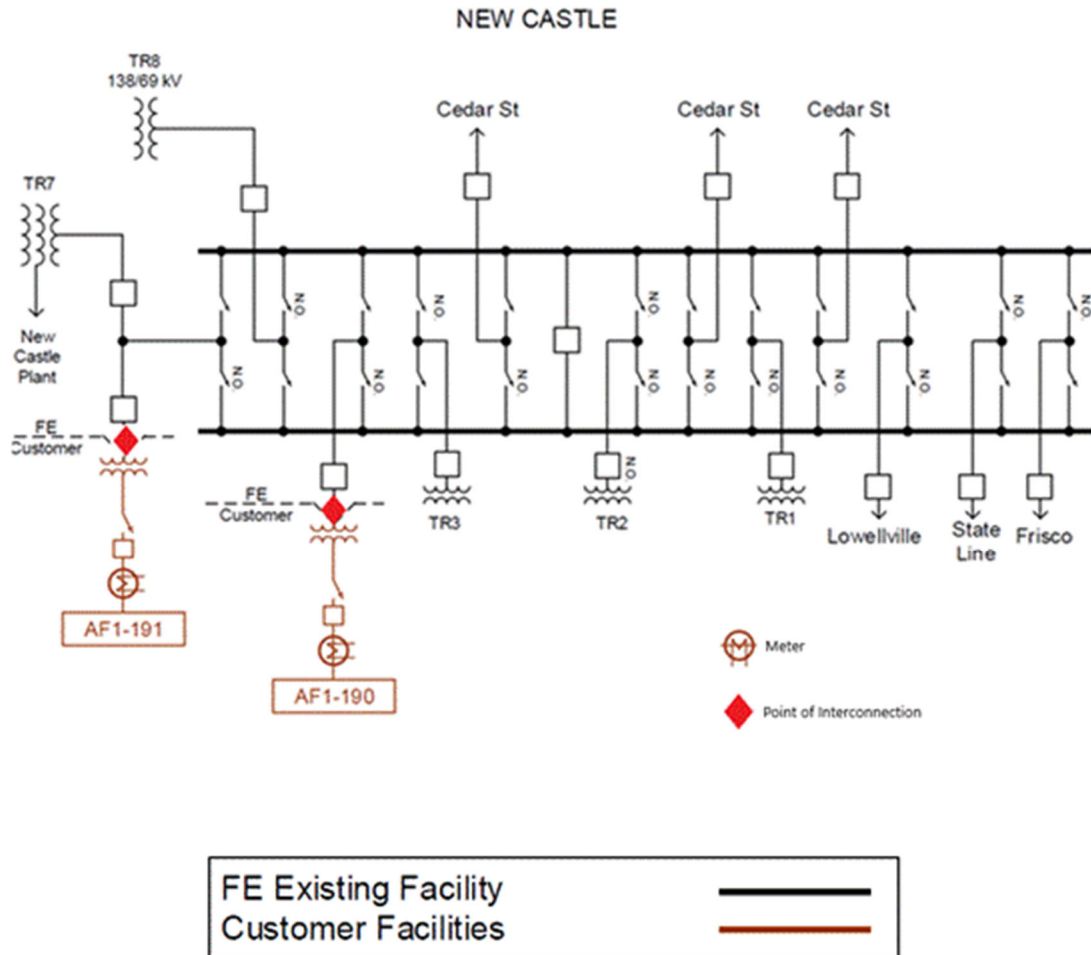 NEW CASTLE
TR8
138/69 kV
Cedar St
Cedar St
Cedar St
TR7
N.O.
N.O.
N.O.
N.O.
N.O.
N.O.
New
Castle
Plant
N.O.
N.O.
N.O.
N.O.
N.O.
N.O.
N.O.
FE
Customer
FE
Customer
N.O.
TR3
TR2
TR1
Lowellville
State
Line
Frisco
AF1-191
AF1-190
Meter
Point of Interconnection
FE Existing Facility
Customer Facilities